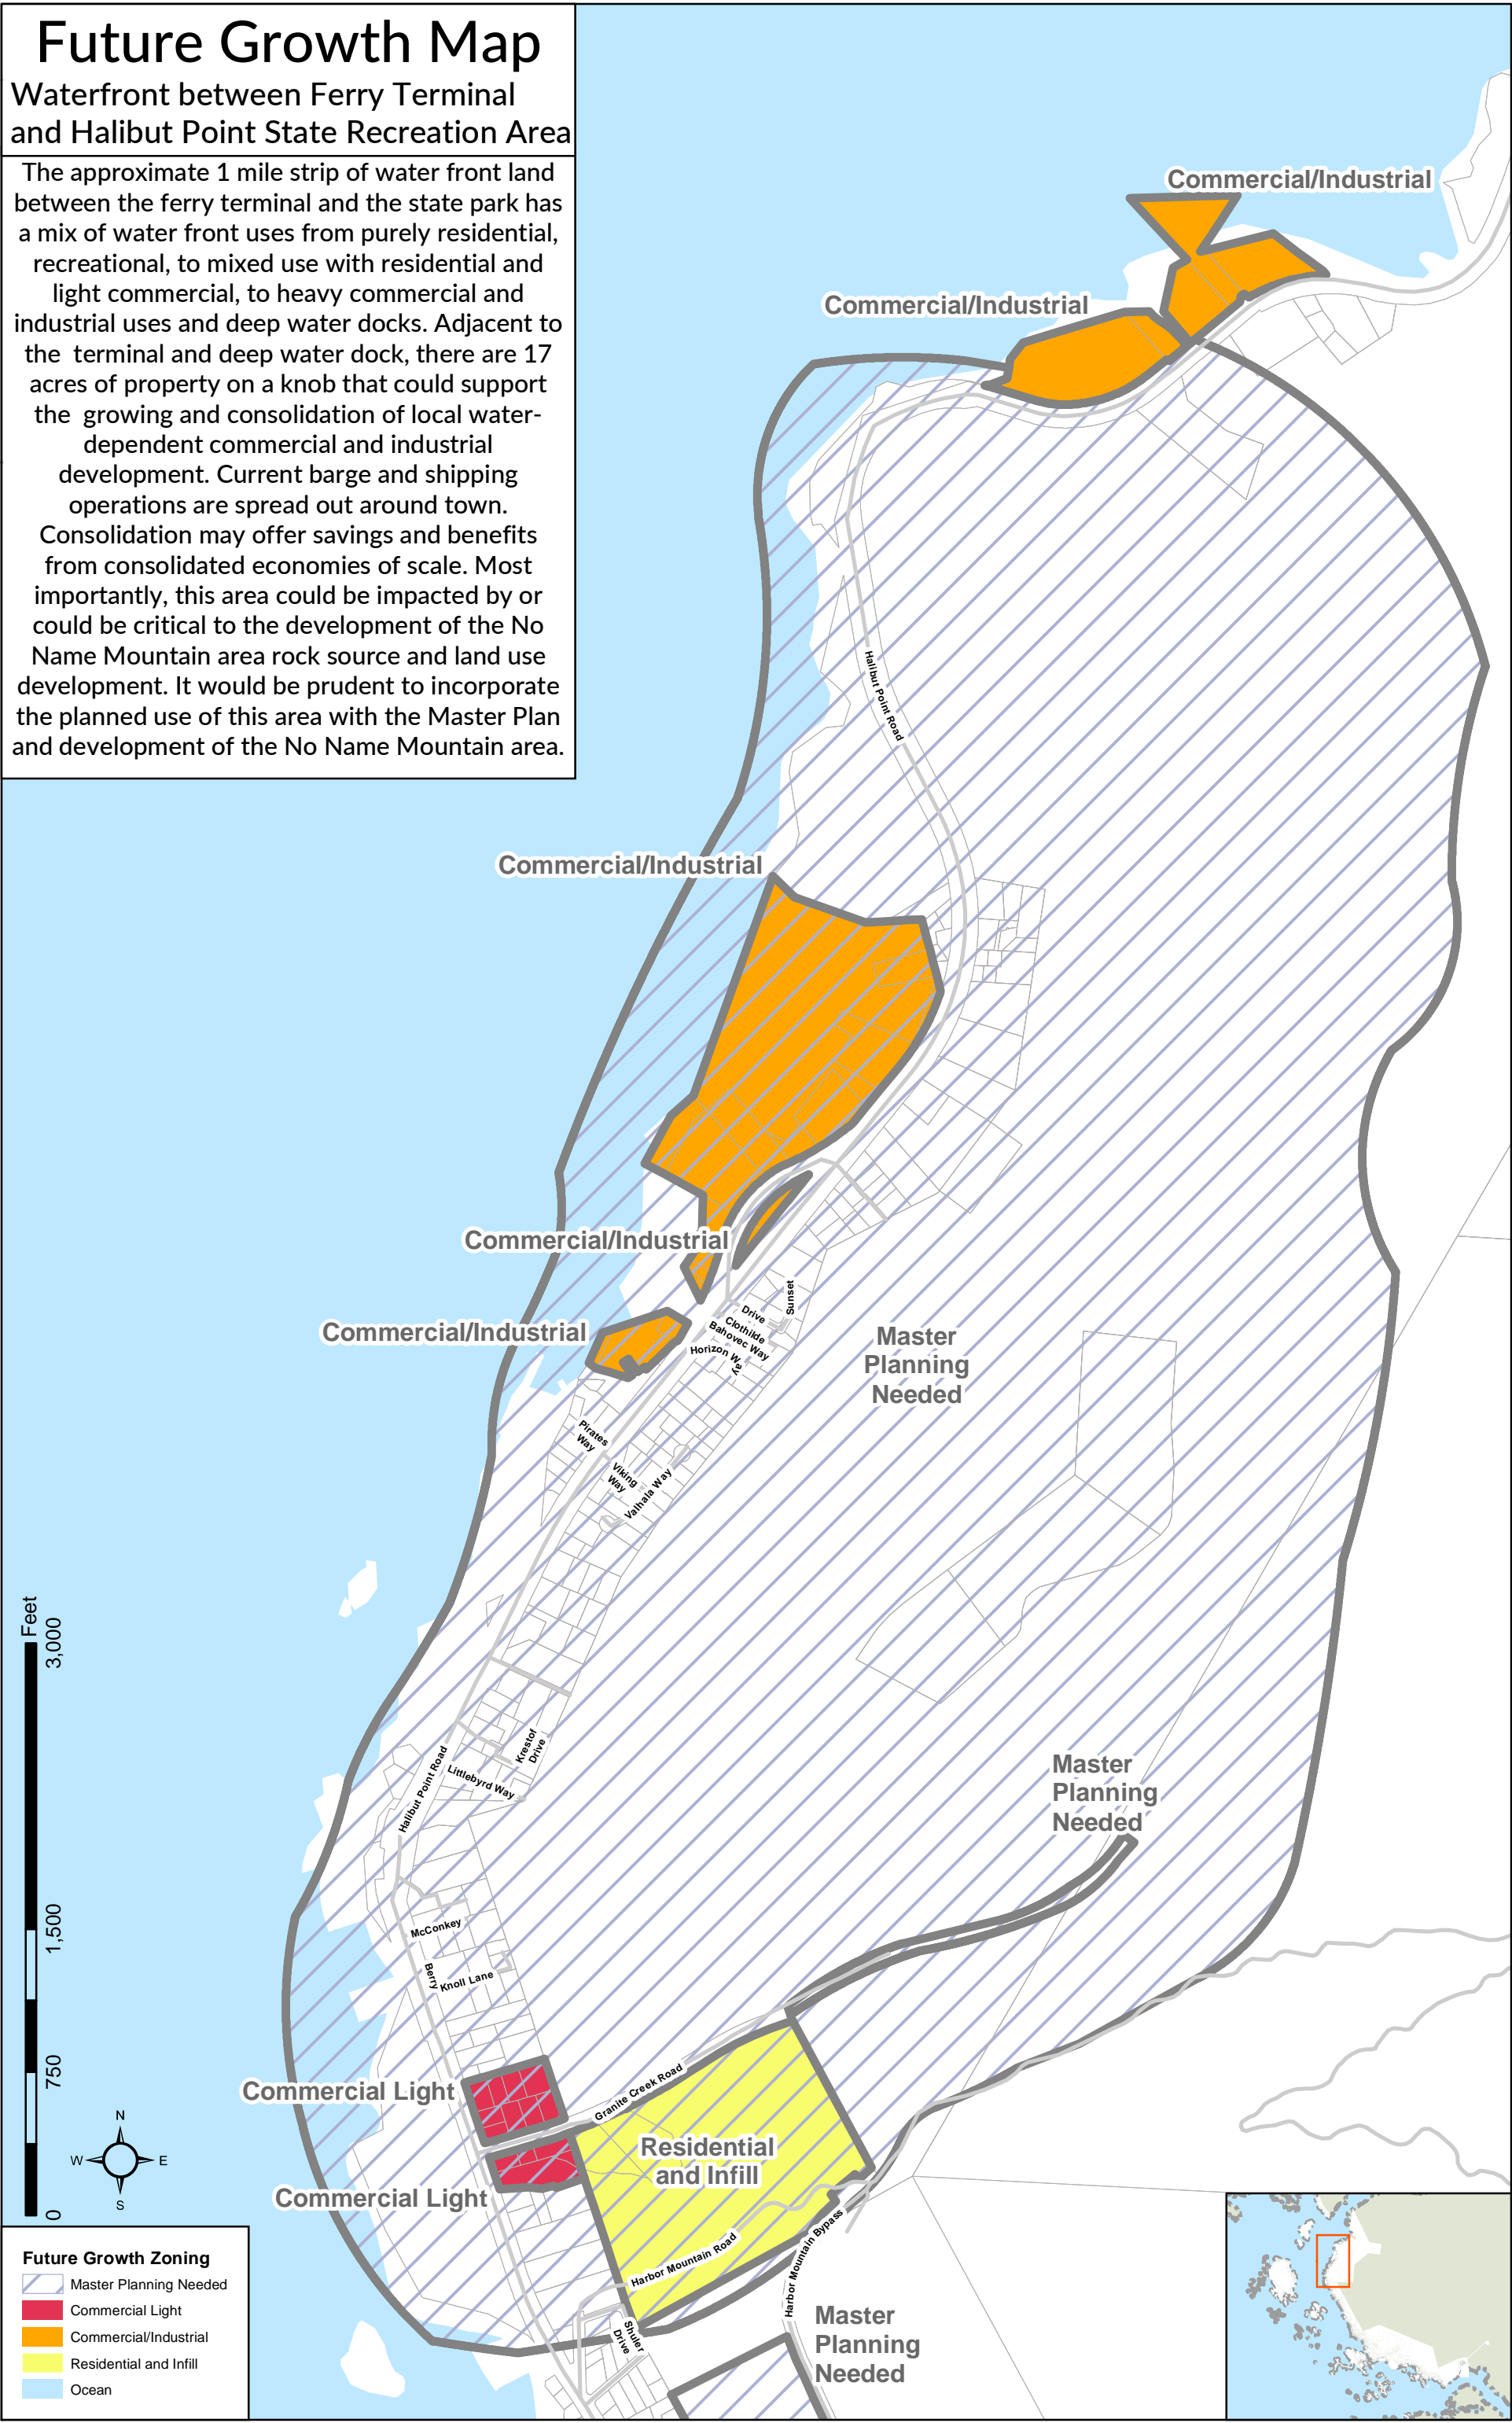 Future Growth Map
Waterfront between Ferry Terminal
and Halibut Point State Recreation Area
The approximate 1 mile strip of water front land
between the ferry terminal and the state park has
a mix of water front uses from purely residential,
recreational, to mixed use with residential and
light commercial, to heavy commercial and
industrial uses and deep water docks. Adjacent to
the  terminal and deep water dock, there are 17
acres of property on a knob that could support
the  growing and consolidation of local water-
dependent commercial and industrial
development. Current barge and shipping
operations are spread out around town.
Consolidation may offer savings and benefits
from consolidated economies of scale. Most
importantly, this area could be impacted by or
could be critical to the development of the No
Name Mountain area rock source and land use
development. It would be prudent to incorporate
the planned use of this area with the Master Plan
and development of the No Name Mountain area.
Commercial/Industrial
Commercial/Industrial
Halibut Point Road
Commercial/Industrial
Commercial/Industrial
Commercial/Industrial
Sunset
Drive
Clothilde
Bahovec Way
Horizon Way
Master
Planning
Needed
Pirates
Way
Viking
Way
Valhala Way
Krestof
Drive
Littlebyrd Way
Halibut Point Road
Master
Planning
Needed
McConkey
Berry
Knoll Lane
Commercial Light
Granite Creek Road
Residential
and Infill
Commercial Light
Harbor Mountain Road
Harbor Mountain Bypass
Shuler
Drive
Master
Planning
Needed
Feet
3,000
1,500
750
0
N
W
E
S
Future Growth Zoning
Master Planning Needed
Commercial Light
Commercial/Industrial
Residential and Infill
Ocean